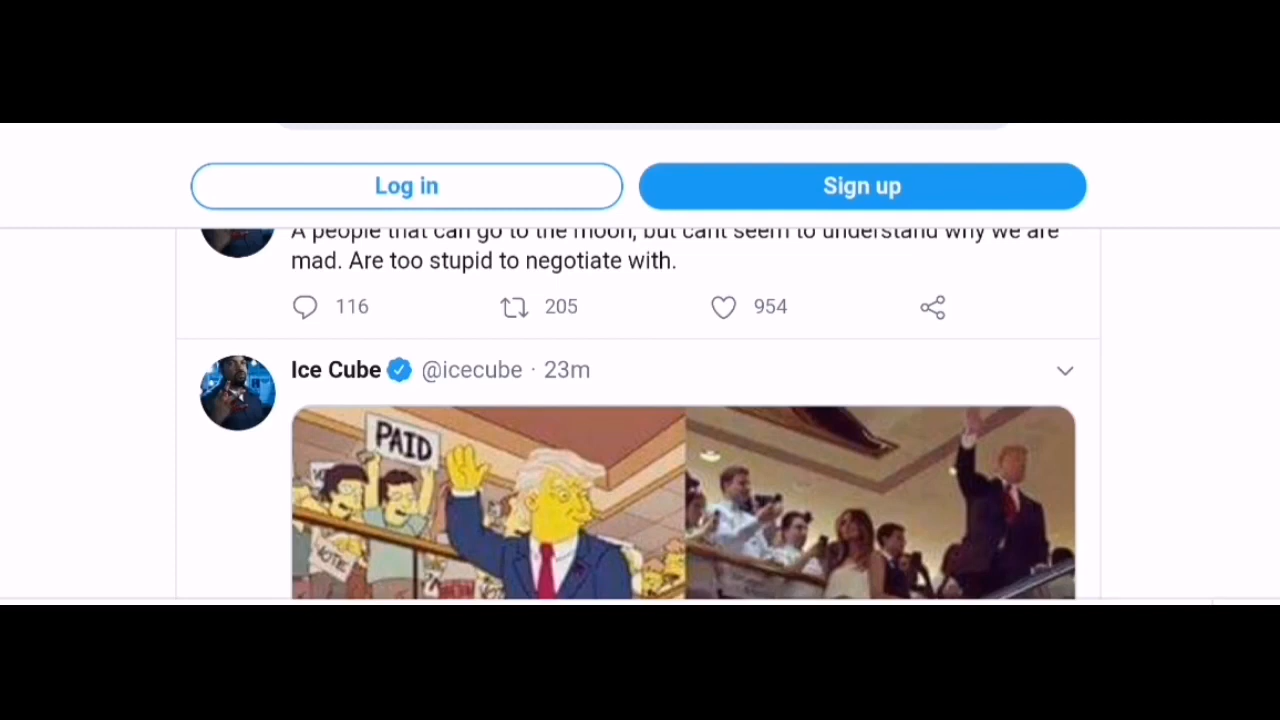 Log in
Sign up
A people that can go to the moon, but cant seem to understand why we are
mad. Are too stupid to negotiate with.
116
205
954
Ice Cube @icecube · 23m
PAID
VOTE